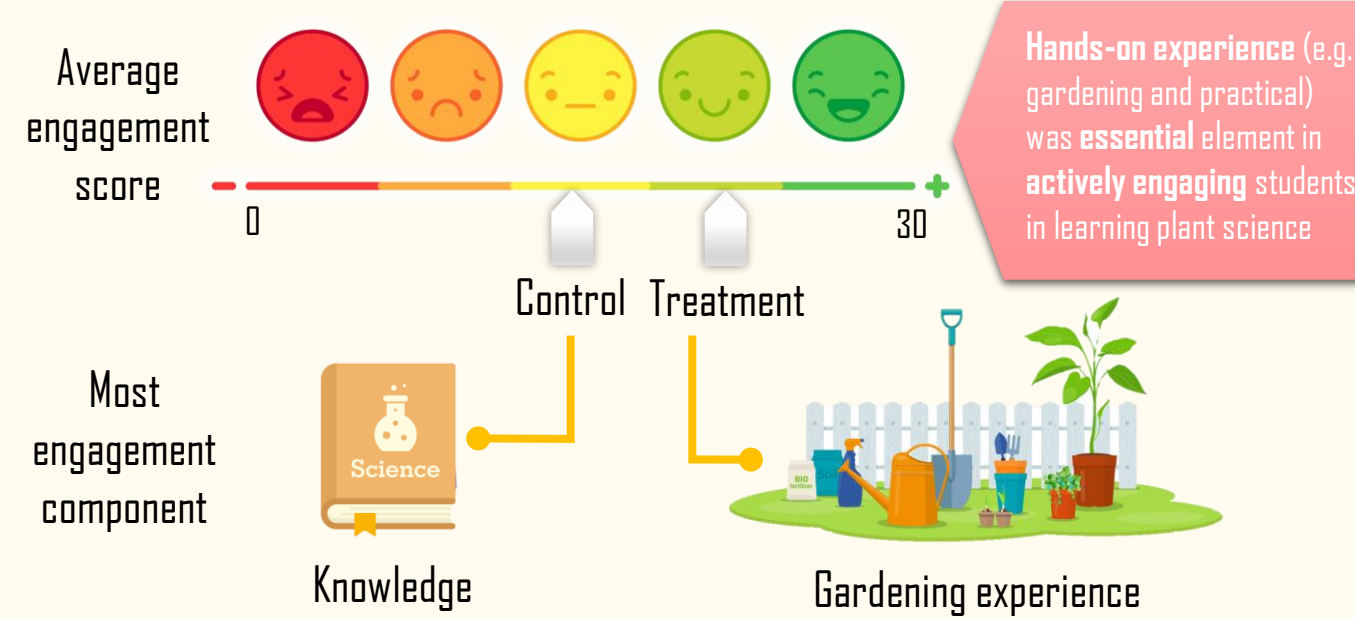 Average
engagement
score
0
30
Hands-on experience (e.g.
gardening and practical)
was essential element in
actively engaging students
in learning plant science
Control
Treatment
Most
engagement
component
Science
BIO
fertilizer
Knowledge
Gardening experience